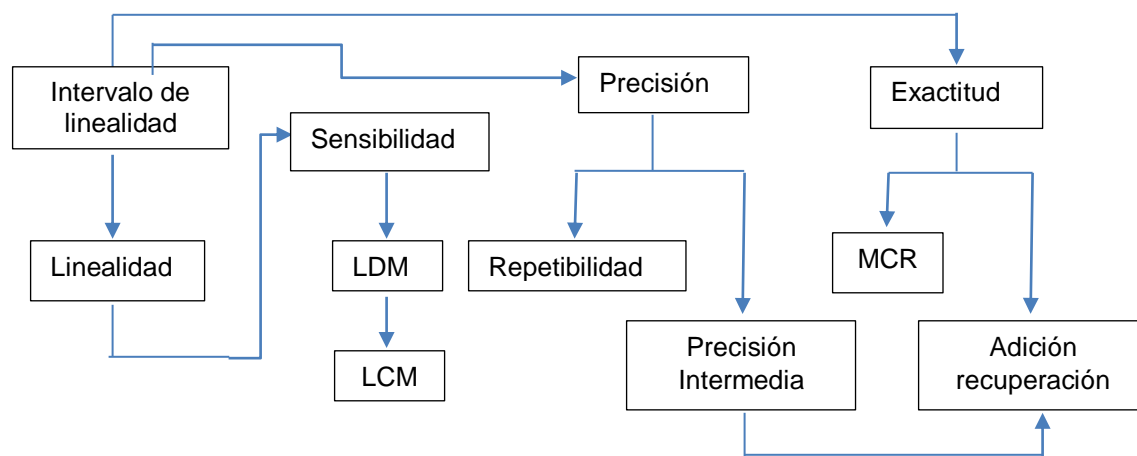 Intervalo de
linealidad
Precisión
Exactitud
Sensibilidad
Linealidad
LDM
Repetibilidad
MCR
LCM
Precisión
Intermedia
Adición
recuperación